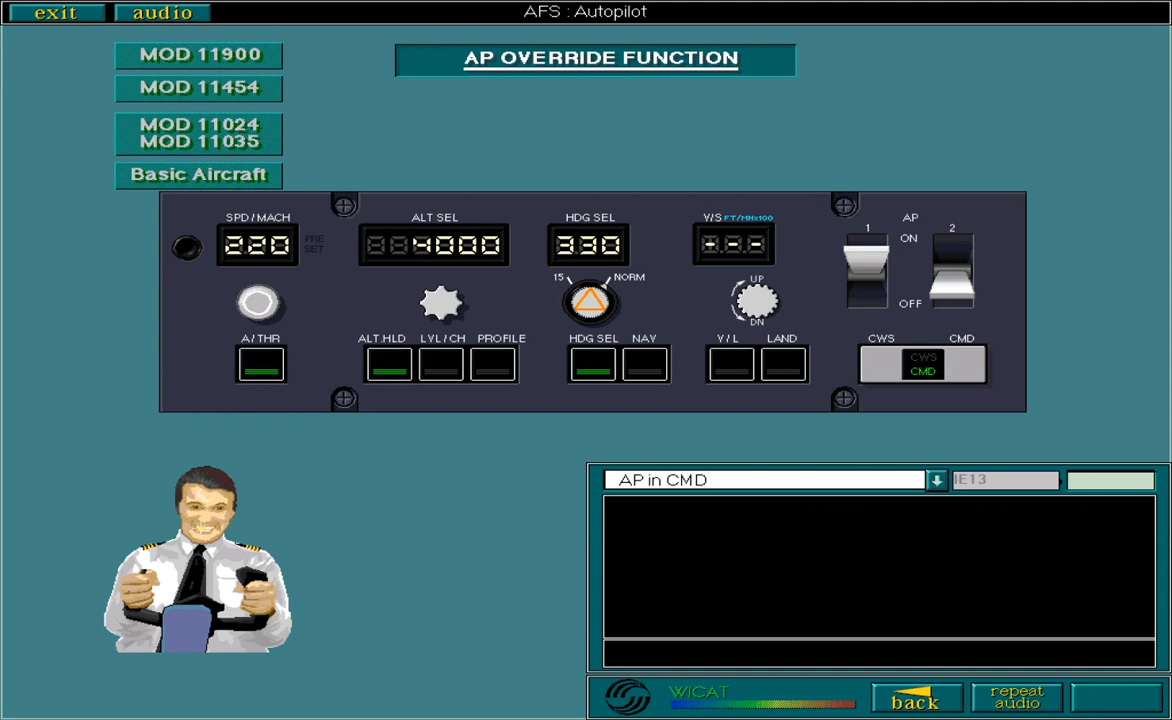 exit
audio
AFS : Autopilot
MOD 11900
AP OVERRIDE FUNCTION
MOD 11454
MOD 11024
MOD 11035
Basic Aircraft
SPD/MACH
ALT SEL
HDG SEL
V/S FT/MNX100
AP
1
2
ON
220
PRE
SET
4000
330
- - -
15
NORM
UP
DN
OFF
A/THR
ALT.HLD
LVL/CH
PROFILE
HDG SEL
NAV
V/L
LAND
CWS
CMD
CWS
CMD
AP in CMD
IE13
WICAT
back
repeat
audio